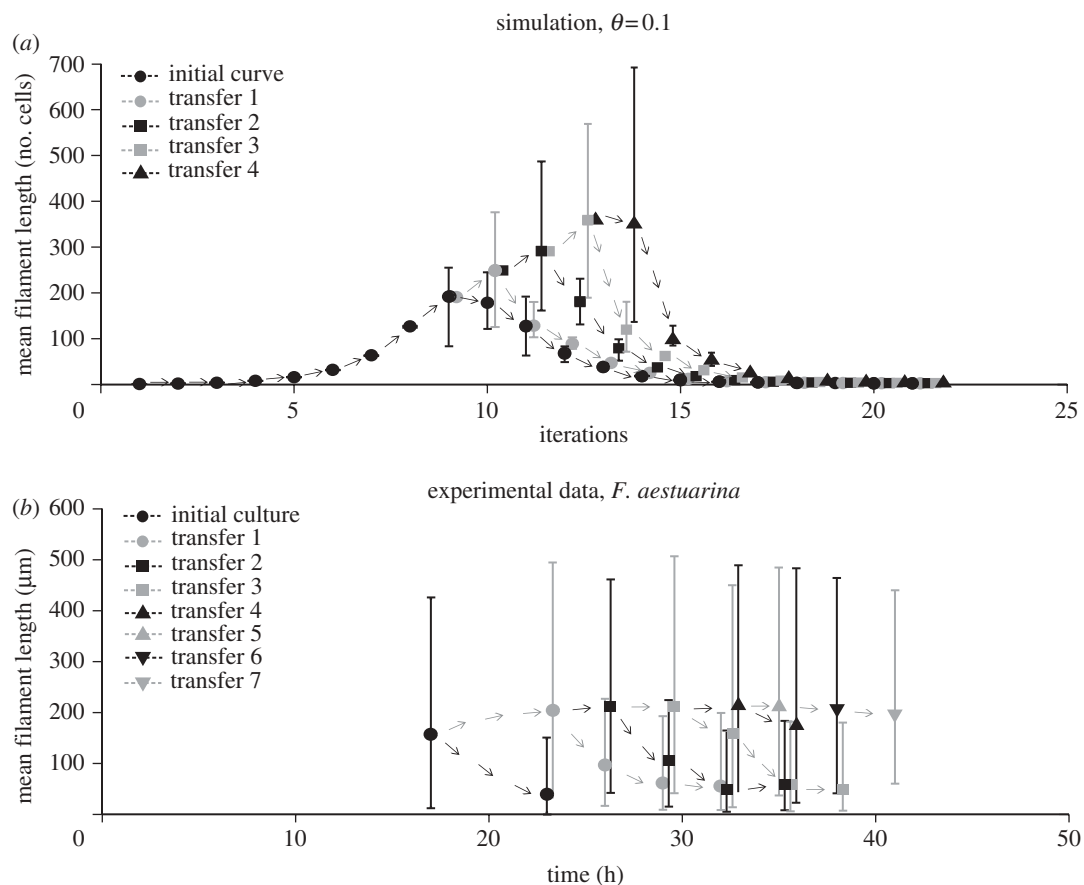 simulation, θ=0.1
(a)
mean filament length (no. cells)
700
600
500
400
300
200
100
0
5
10
15
20
25
iterations
initial curve
transfer 1
transfer 2
transfer 3
transfer 4
experimental data, F. aestuarina
(b)
mean filament length (μm)
600
500
400
300
200
100
0
10
20
30
40
50
time (h)
initial culture
transfer 1
transfer 2
transfer 3
transfer 4
transfer 5
transfer 6
transfer 7